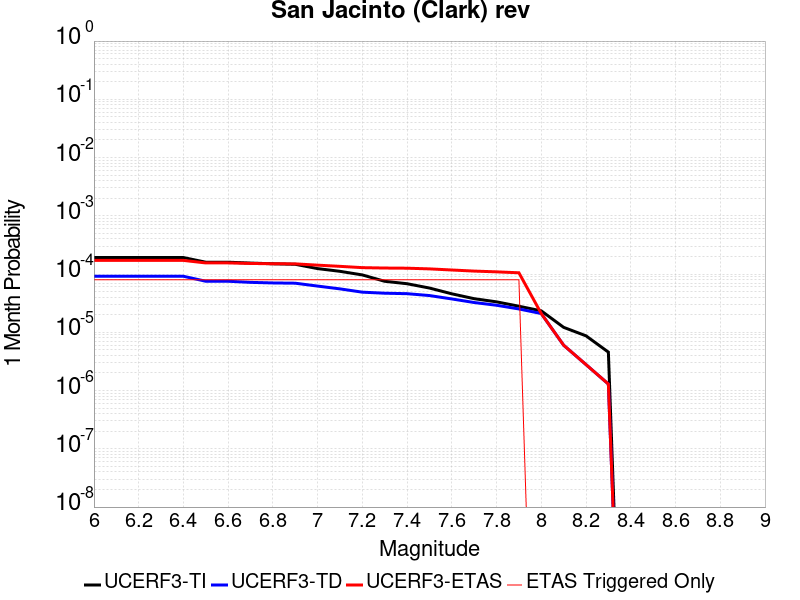 San Jacinto (Clark) rev
10 0
10 -1
10 -2
10 -3
10 -4
10 -5
10 -6
10 -7
10 -8
1 Month Probability
6 6.2 6.4 6.6 6.8 7 7.2 7.4 7.6 7.8 8 8.2 8.4 8.6 8.8 9
Magnitude
UCERF3-TI UCERF3-TD UCERF3-ETAS ETAS Triggered Only